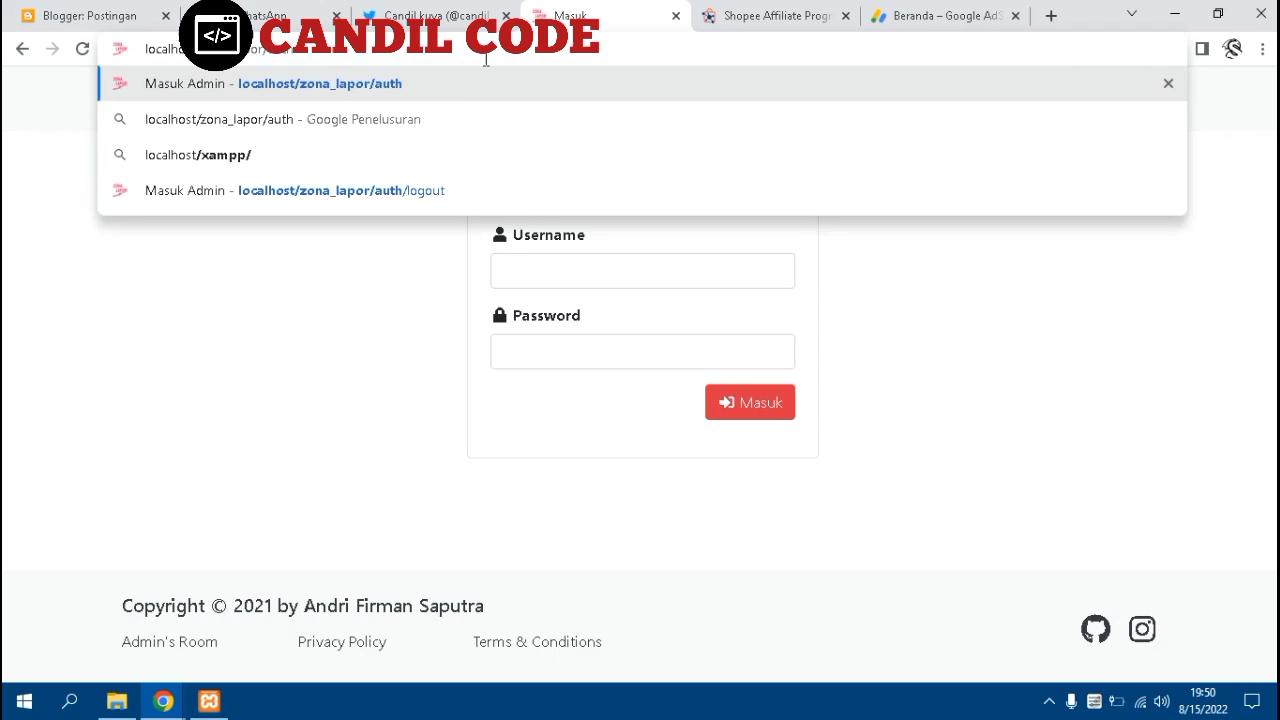 Blogger: Postingan
WhatsApp
Candil kuya (@candil
Masuk
Shopee Affiliate Progr
Beranda – Google AdS
CANDIL CODE
Masuk Admin - localhost/zona_lapor/auth
localhost/zona_lapor/auth - Google Penelusuran
localhost/xampp/
Masuk Admin - localhost/zona_lapor/auth/logout
Username
Password
Masuk
Copyright © 2021 by Andri Firman Saputra
Admin's Room
Privacy Policy
Terms & Conditions
19:50
8/15/2022